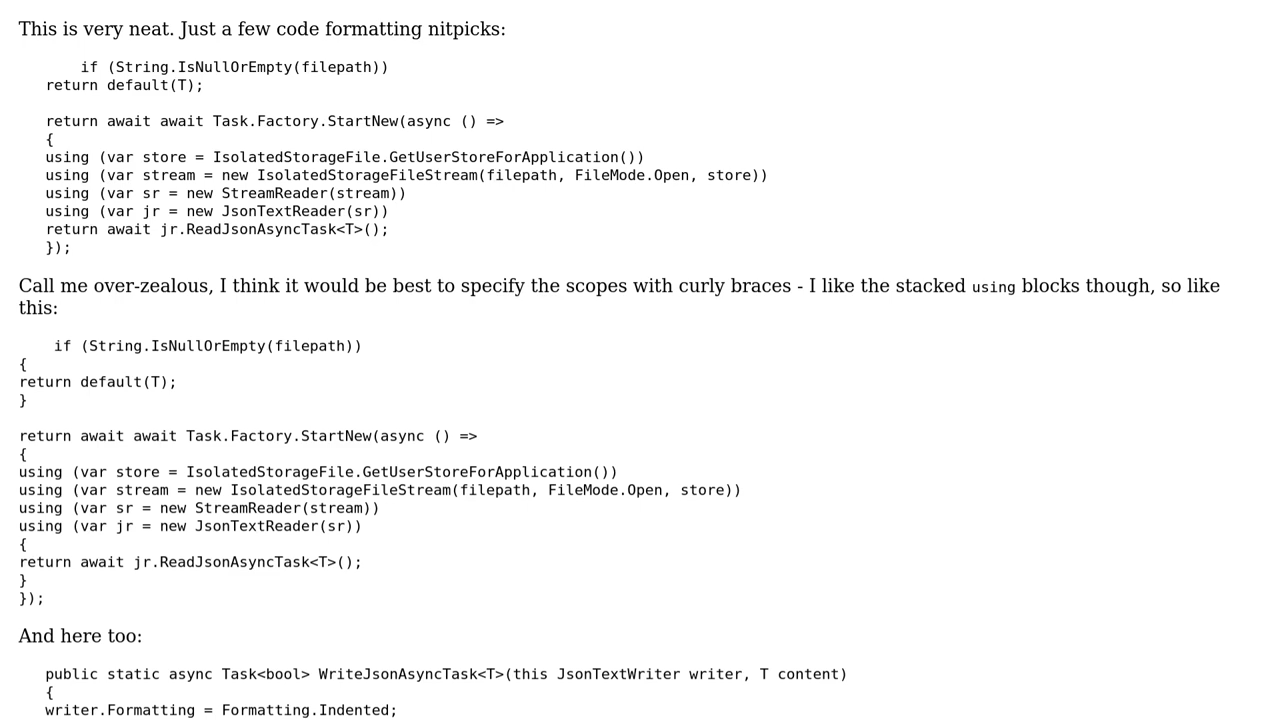 This is very neat. Just a few code formatting nitpicks:
if (String.IsNullOrEmpty(filepath))
return default(T);
return await await Task.Factory.StartNew(async () =>
{
using (var store = IsolatedStorageFile.GetUserStoreForApplication())
using (var stream = new IsolatedStorageFileStream(filepath, FileMode.Open, store))
using (var sr = new StreamReader(stream))
using (var jr = new JsonTextReader(sr))
return await jr.ReadJsonAsyncTask<T>();
});
Call me over-zealous, I think it would be best to specify the scopes with curly braces - I like the stacked using blocks though, so like
this:
if (String.IsNullOrEmpty(filepath))
{
return default(T);
}
return await await Task.Factory.StartNew(async () =>
{
using (var store = IsolatedStorageFile.GetUserStoreForApplication())
using (var stream = new IsolatedStorageFileStream(filepath, FileMode.Open, store))
using (var sr = new StreamReader(stream))
using (var jr = new JsonTextReader(sr))
{
return await jr.ReadJsonAsyncTask<T>();
}
});
And here too:
public static async Task<bool> WriteJsonAsyncTask<T>(this JsonTextWriter writer, T content)
{
writer.Formatting = Formatting.Indented;